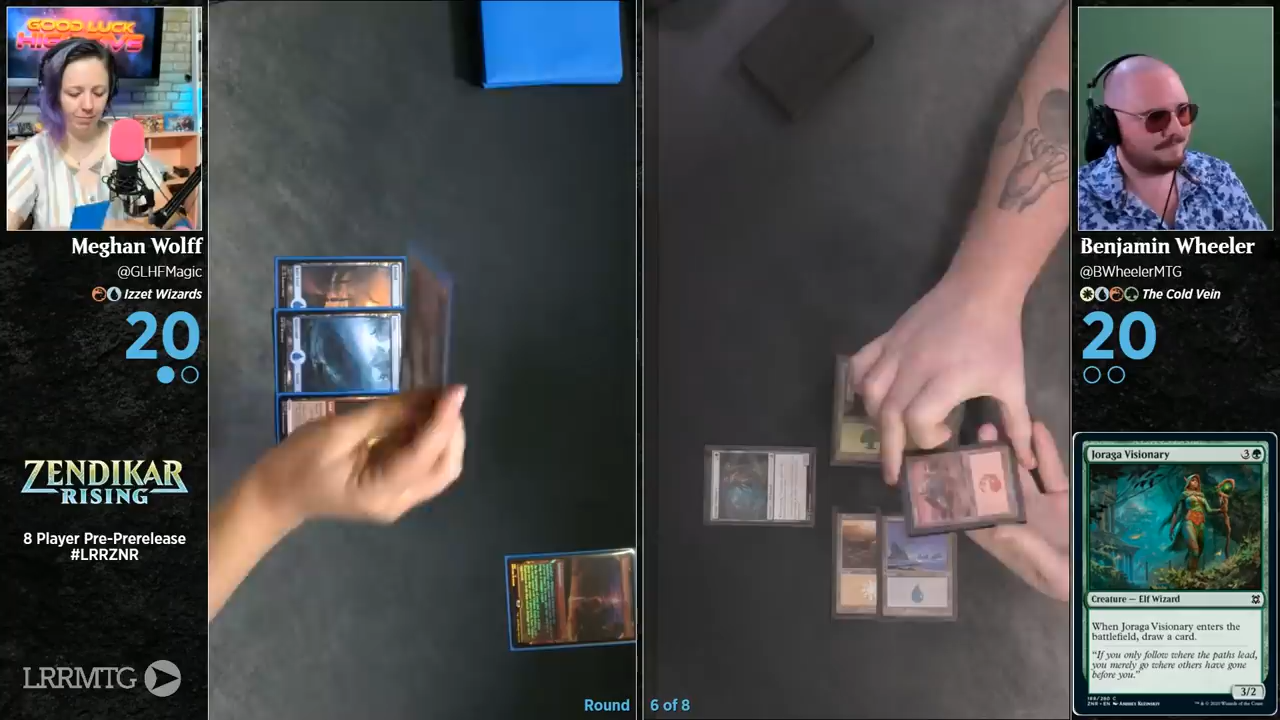 GOOD LUCK
HIGH FIVE
Meghan Wolff
@GLHFMagic
Izzet Wizards
20
ZENDIKAR
RISING
8 Player Pre-Prerelease
#LRRZNR
LRRMTG
Round 6 of 8
Benjamin Wheeler
@BWheelerMTG
The Cold Vein
20
Joraga Visionary 3
Creature — Elf Wizard
When Joraga Visionary enters the
battlefield, draw a card.
"If you only follow where the paths lead,
you merely go where others have gone
before you."
3/2